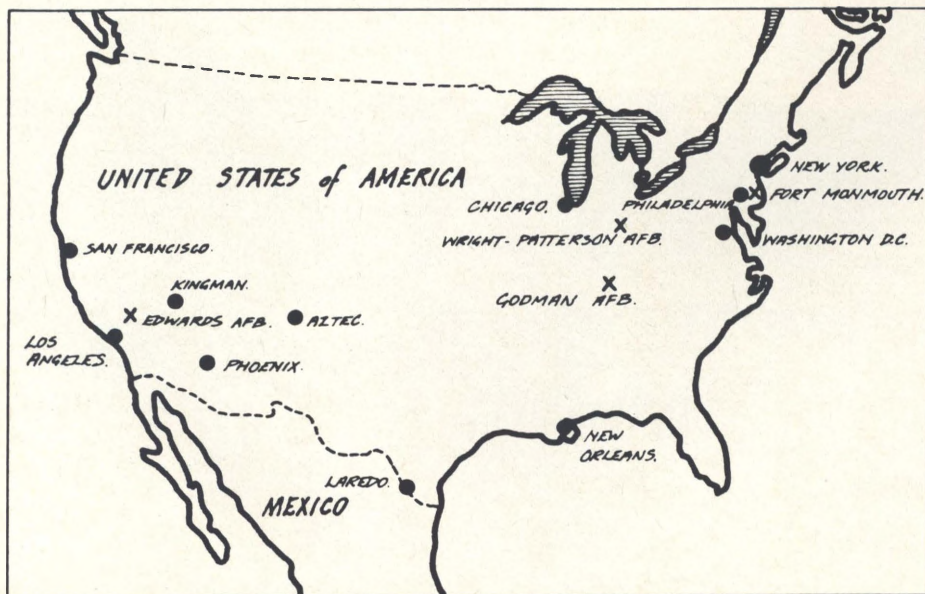 UNITED STATES of AMERICA
NEW YORK.
CHICAGO.
PHILADELPHIA
FORT MONMOUTH.
WRIGHT-PATTERSON AFB.
WASHINGTON D.C.
SAN FRANCISCO.
KINGMAN.
GODMAN AFB.
EDWARDS AFB.
AZTEC.
LOS
ANGELES.
PHOENIX.
NEW
ORLEANS.
LAREDO.
MEXICO